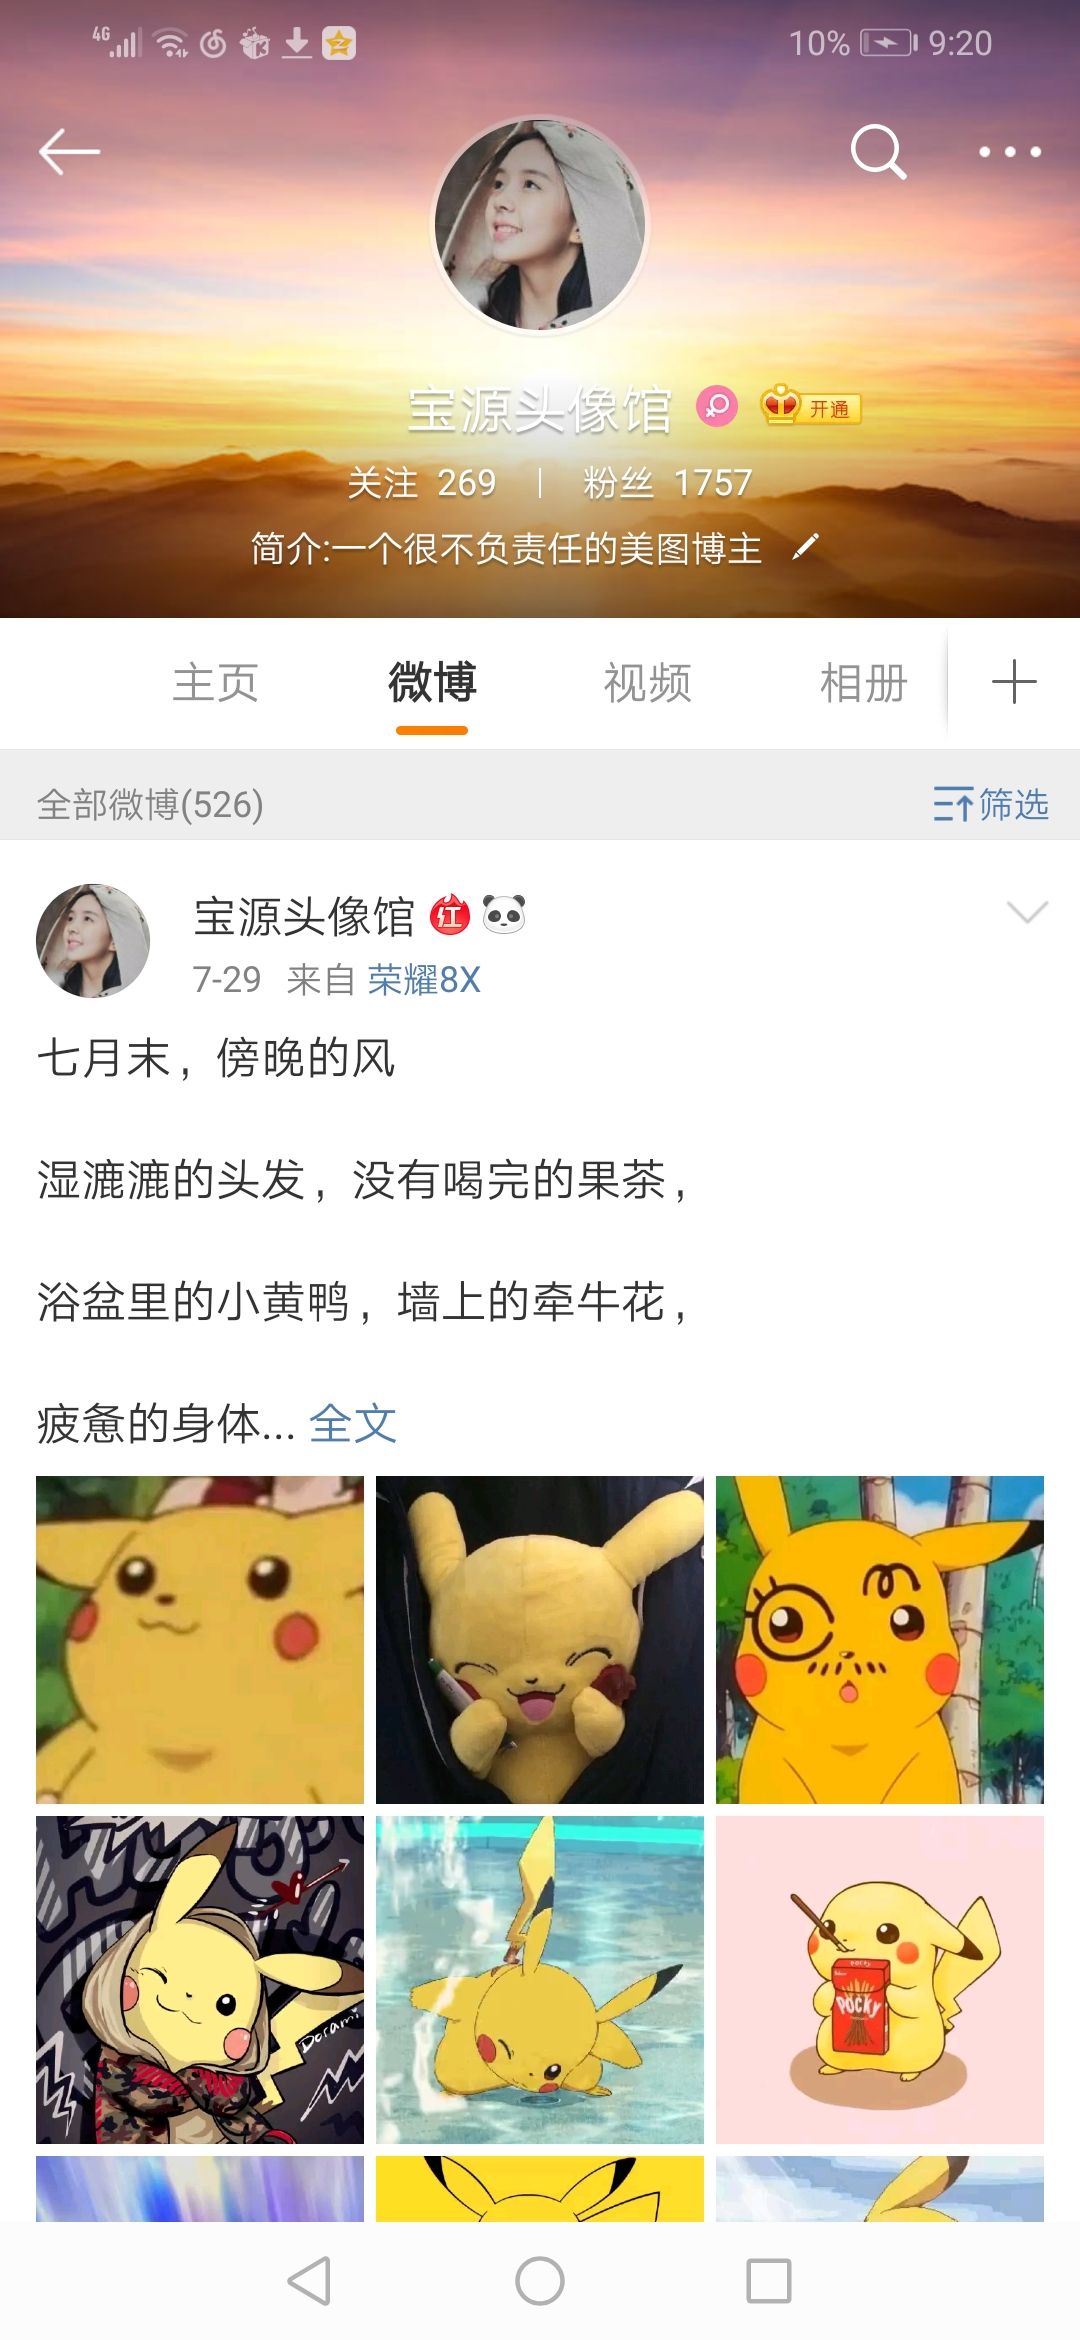 4G 10% 9:20
宝源头像馆 开通
关注 269 | 粉丝 1757
简介:一个很不负责任的美图博主
主页 微博 视频 相册
全部微博(526) 筛选
宝源头像馆 红
7-29 来自 荣耀8X
七月末，傍晚的风
湿漉漉的头发，没有喝完的果茶，
浴盆里的小黄鸭，墙上的牵牛花，
疲惫的身体... 全文
Dorami
POCKY
POCKY